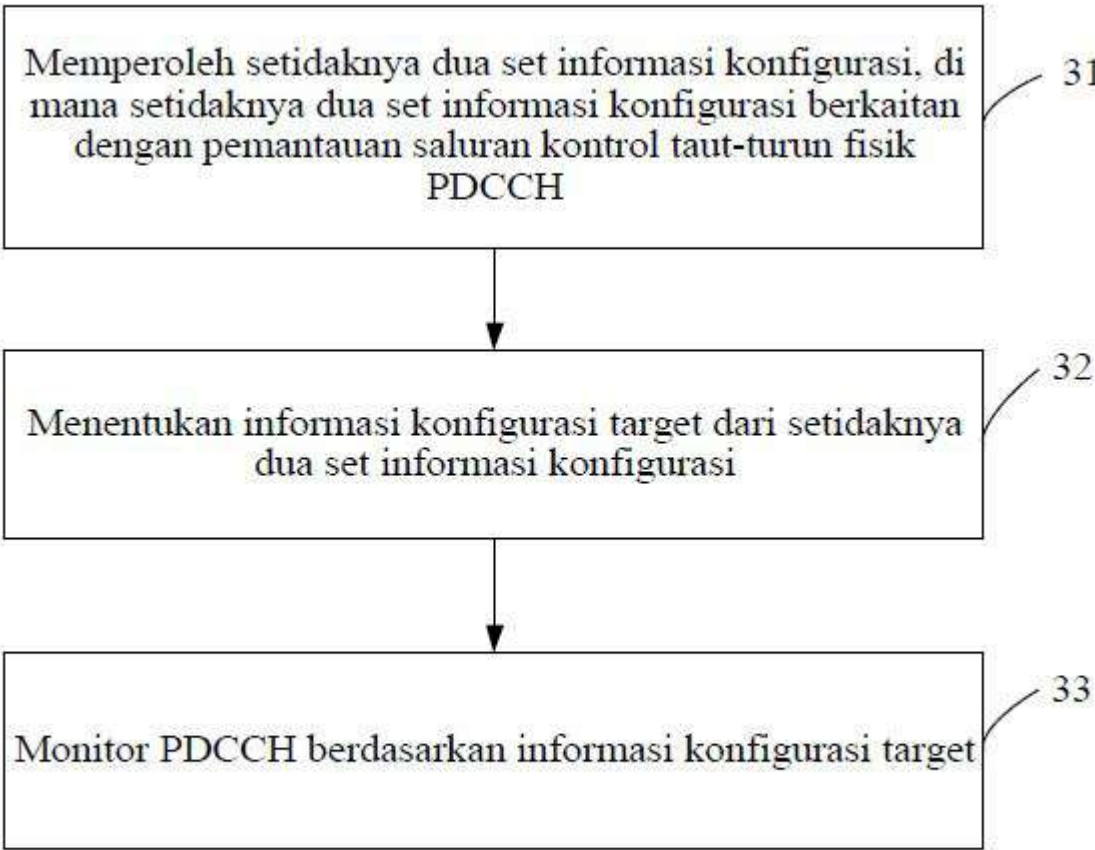 Memperoleh setidaknya dua set informasi konfigurasi, di
mana setidaknya dua set informasi konfigurasi berkaitan
dengan pemantauan saluran kontrol taut-turun fisik
PDCCH
31
Menentukan informasi konfigurasi target dari setidaknya
dua set informasi konfigurasi
32
Monitor PDCCH berdasarkan informasi konfigurasi target
33